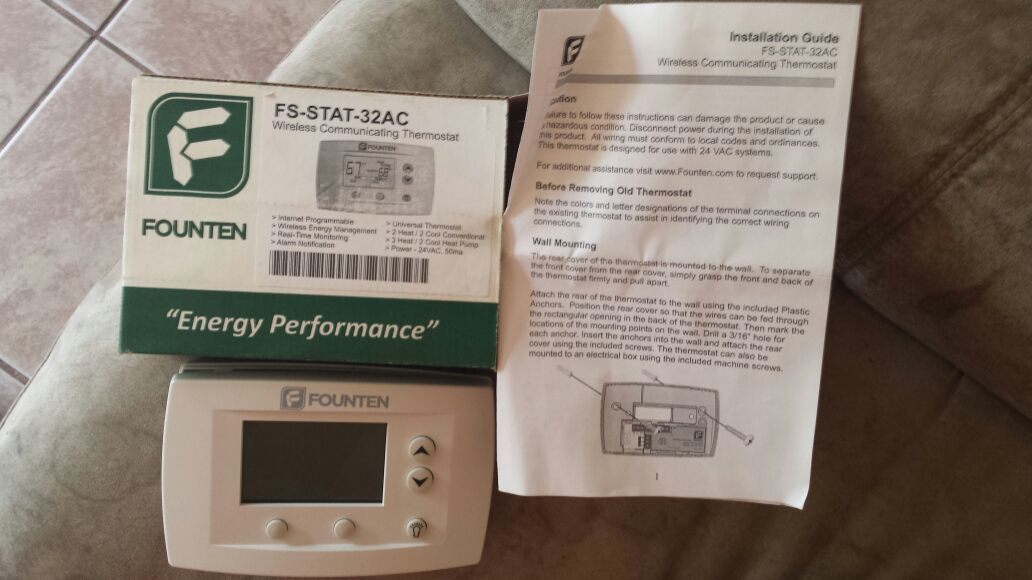 FS-STAT-32AC
Wireless Communicating Thermostat
FOUNTEN
67
68
> Internet Programmable
> Wireless Energy Management
> Real-Time Monitoring
> Alarm Notification
> Universal Thermostat
> 2 Heat / 2 Cool Conventional
> 3 Heat / 2 Cool Heat Pump
> Power - 24VAC, 50ma
FOUNTEN
"Energy Performance"
FOUNTEN
Installation Guide
FS-STAT-32AC
Wireless Communicating Thermostat
ailure to follow these instructions can damage the product or cause
hazardous condition. Disconnect power during the installation of
his product. All wiring must conform to local codes and ordinances.
This thermostat is designed for use with 24 VAC systems.
For additional assistance visit www.Founten.com to request support.
Before Removing Old Thermostat
Note the colors and letter designations of the terminal connections on
the existing thermostat to assist in identifying the correct wiring
connections.
Wall Mounting
The rear cover of the thermostat is mounted to the wall. To separate
the front cover from the rear cover, simply grasp the front and back of
the thermostat firmly and pull apart.
Attach the rear of the thermostat to the wall using the included Plastic
Anchors. Position the rear cover so that the wires can be fed through
the rectangular opening in the back of the thermostat. Then mark the
locations of the mounting points on the wall. Drill a 3/16" hole for
each anchor. Insert the anchors into the wall and attach the rear
cover using the included screws. The thermostat can also be
mounted to an electrical box using the included machine screws.
1